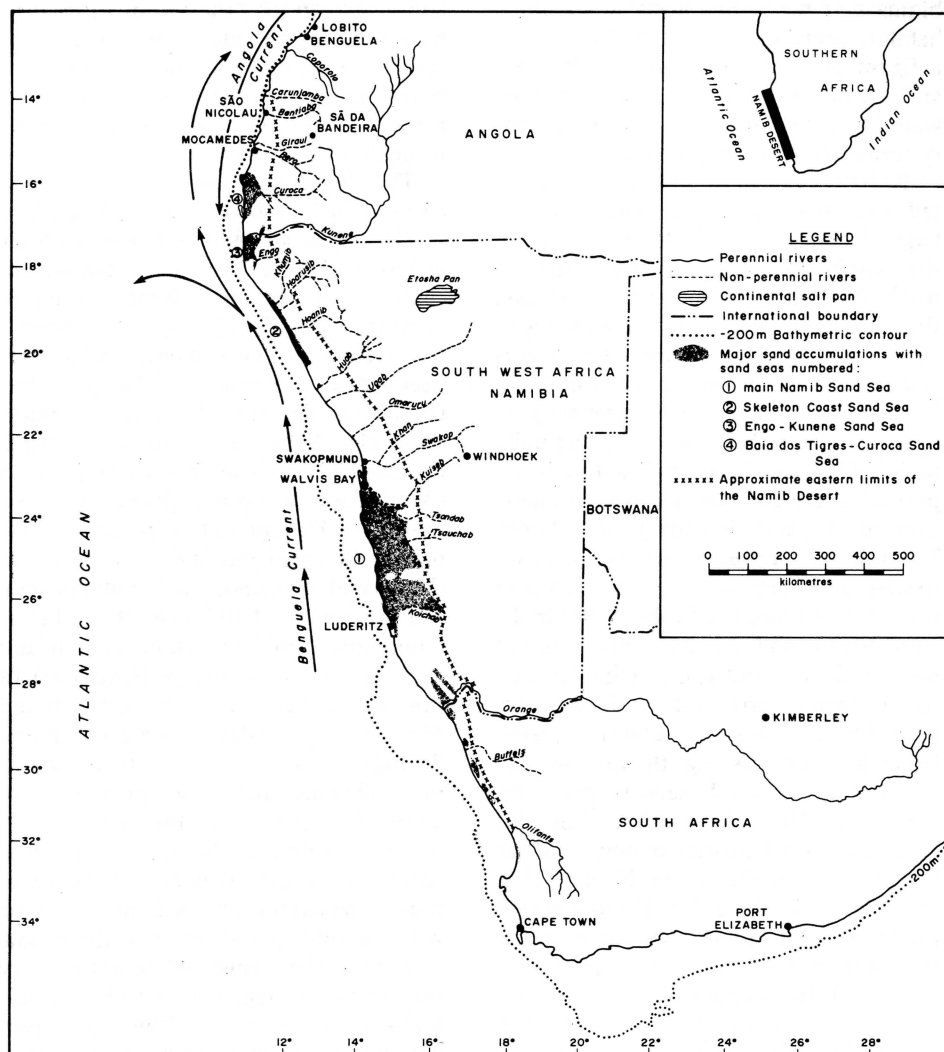 LOBITO
BENGUELA
Angola
Current
Coporolo
14°
Carunjamba
SÃO
NICOLAU
Bentiaba
SÃ DA
BANDEIRA
ANGOLA
MOCAMEDES
Giraul
Bero
16°
④
Curoca
Kunene
③
Engo
18°
Khumib
Hoarusib
Etosha Pan
②
Hoanib
20°
Huab
Ugab
SOUTH WEST AFRICA
NAMIBIA
Omaruru
22°
Khan
SWAKOPMUND
Swakop
WINDHOEK
WALVIS BAY
Kuiseb
24°
Tsondab
BOTSWANA
Tsauchab
ATLANTIC OCEAN
Benguela Current
①
26°
Koichab
LUDERITZ
28°
Orange
KIMBERLEY
30°
Buffels
SOUTH AFRICA
32°
Olifants
200m
34°
CAPE TOWN
PORT
ELIZABETH
12°
14°
16°
18°
20°
22°
24°
26°
28°
SOUTHERN
AFRICA
Atlantic Ocean
NAMIB DESERT
Indian Ocean
LEGEND
Perennial rivers
Non-perennial rivers
Continental salt pan
International boundary
-200m Bathymetric contour
Major sand accumulations with
sand seas numbered:
① main Namib Sand Sea
② Skeleton Coast Sand Sea
③ Engo-Kunene Sand Sea
④ Baia dos Tigres-Curoca Sand
Sea
Approximate eastern limits of
the Namib Desert
0 100 200 300 400 500
kilometres